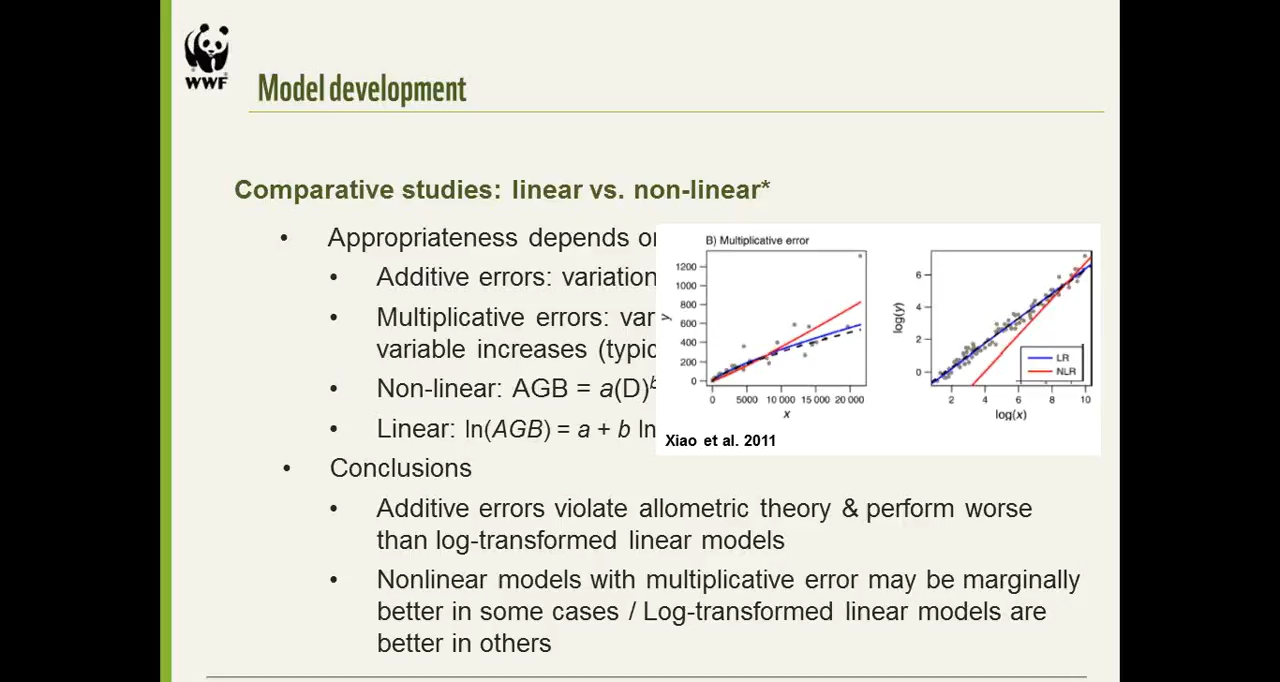 WWF
Model development
Comparative studies: linear vs. non-linear*
• Appropriateness depends
• Additive errors: variation
• Multiplicative errors:
variable increases
• Non-linear: AGB = a(D)
• Linear: ln(AGB) = a + b ln
B) Multiplicative error
1200
1000
800
600
400
200
0
y
0 5000 10 000 15 000 20 000
x
6
4
2
0
log(y)
LR
NLR
2 4 6 8 10
log(x)
Xiao et al. 2011
• Conclusions
• Additive errors violate allometric theory & perform worse
than log-transformed linear models
• Nonlinear models with multiplicative error may be marginally
better in some cases / Log-transformed linear models are
better in others